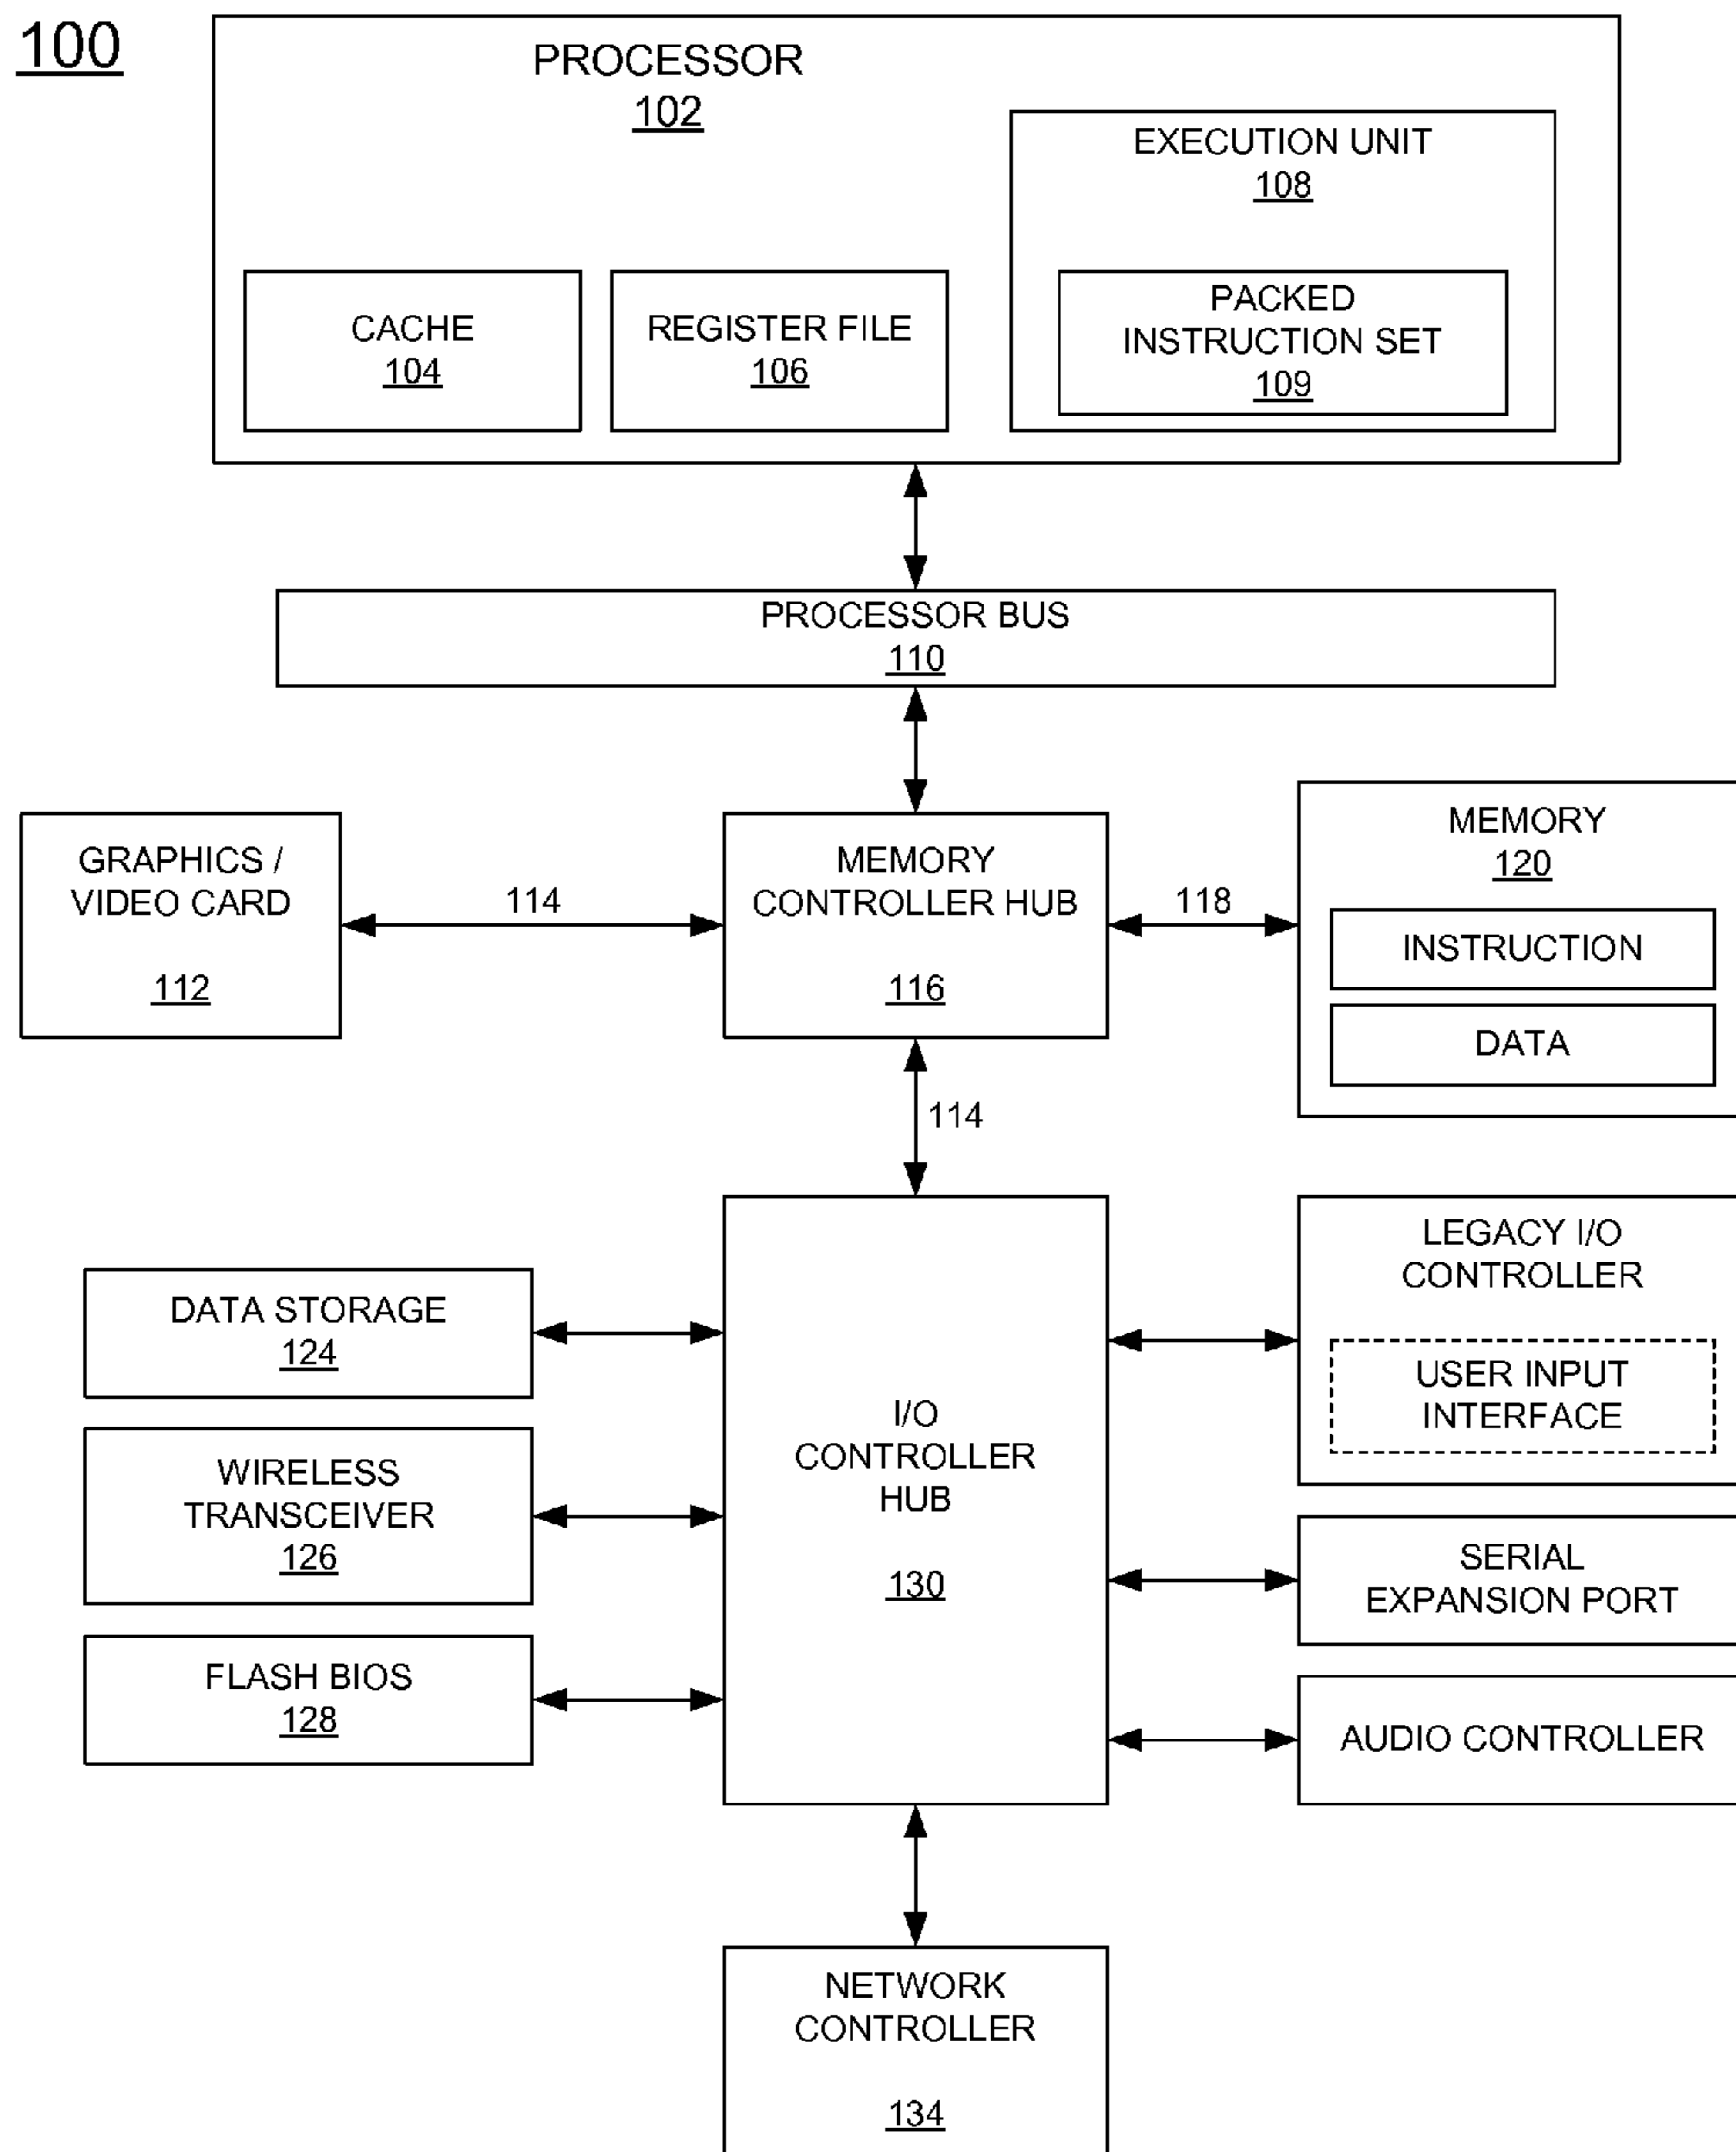 100
PROCESSOR
102
EXECUTION UNIT
108
CACHE
104
REGISTER FILE
106
PACKED
INSTRUCTION SET
109
PROCESSOR BUS
110
GRAPHICS /
VIDEO CARD
112
114
MEMORY
CONTROLLER HUB
116
118
MEMORY
120
INSTRUCTION
DATA
114
DATA STORAGE
124
WIRELESS
TRANSCEIVER
126
FLASH BIOS
128
I/O
CONTROLLER
HUB
130
LEGACY I/O
CONTROLLER
USER INPUT
INTERFACE
SERIAL
EXPANSION PORT
AUDIO CONTROLLER
NETWORK
CONTROLLER
134